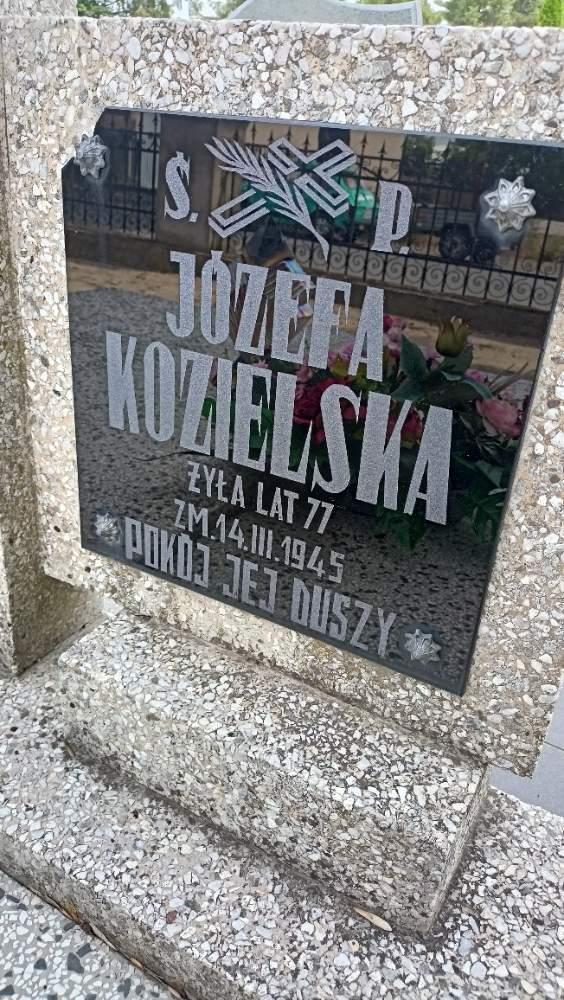 Ś. P.
JÓZEFA
KOZIELSKA
ŻYŁA LAT 77
ZM. 14.III.1945
POKÓJ JEJ DUSZY